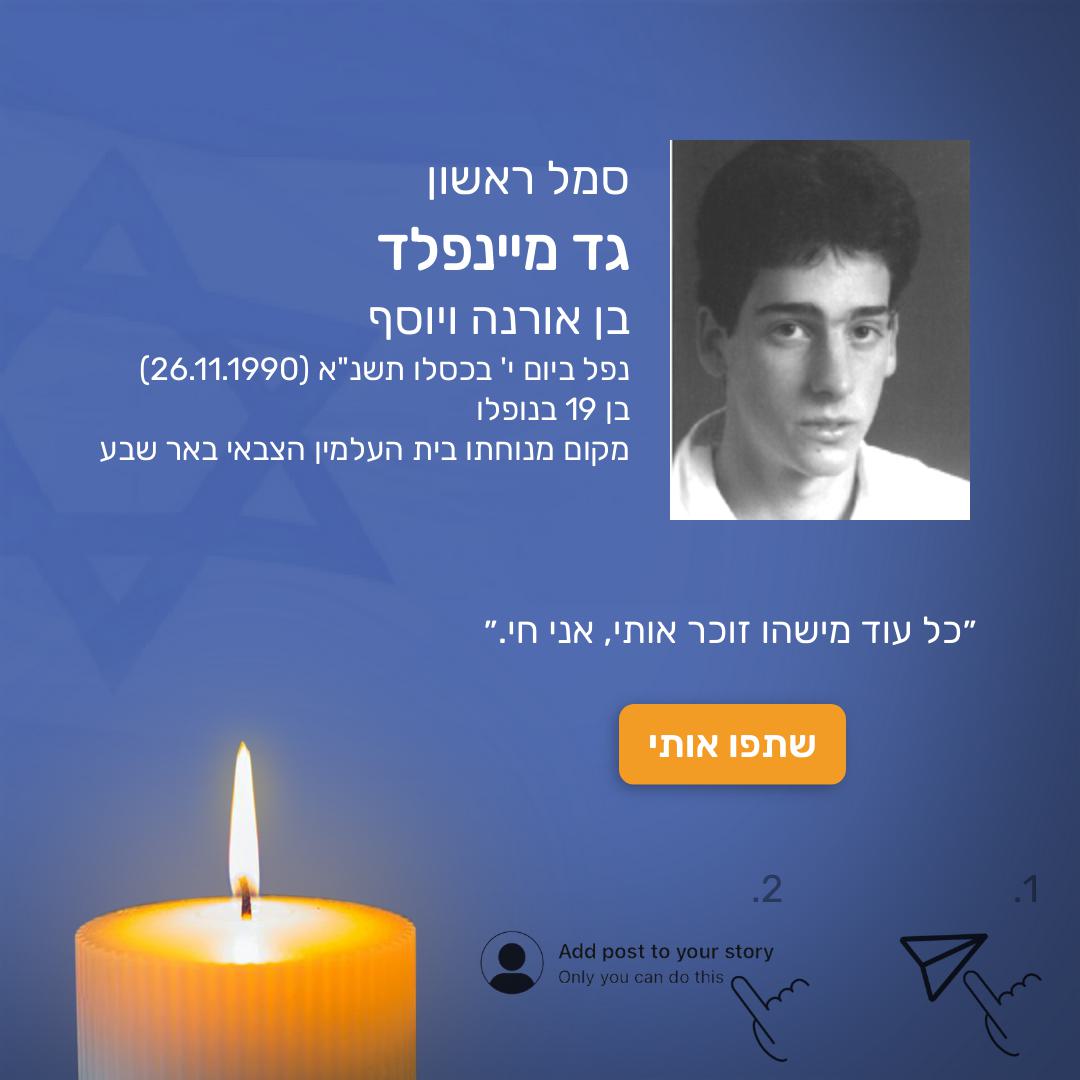 סמל ראשון
גד מיינפלד
בן אורנה ויוסף
נפל ביום י' בכסלו תשנ"א (26.11.1990)
בן 19 בנופלו
מקום מנוחתו בית העלמין הצבאי באר שבע
״כל עוד מישהו זוכר אותי, אני חי.״
שתפו אותי
.1
.2
Add post to your story
Only you can do this